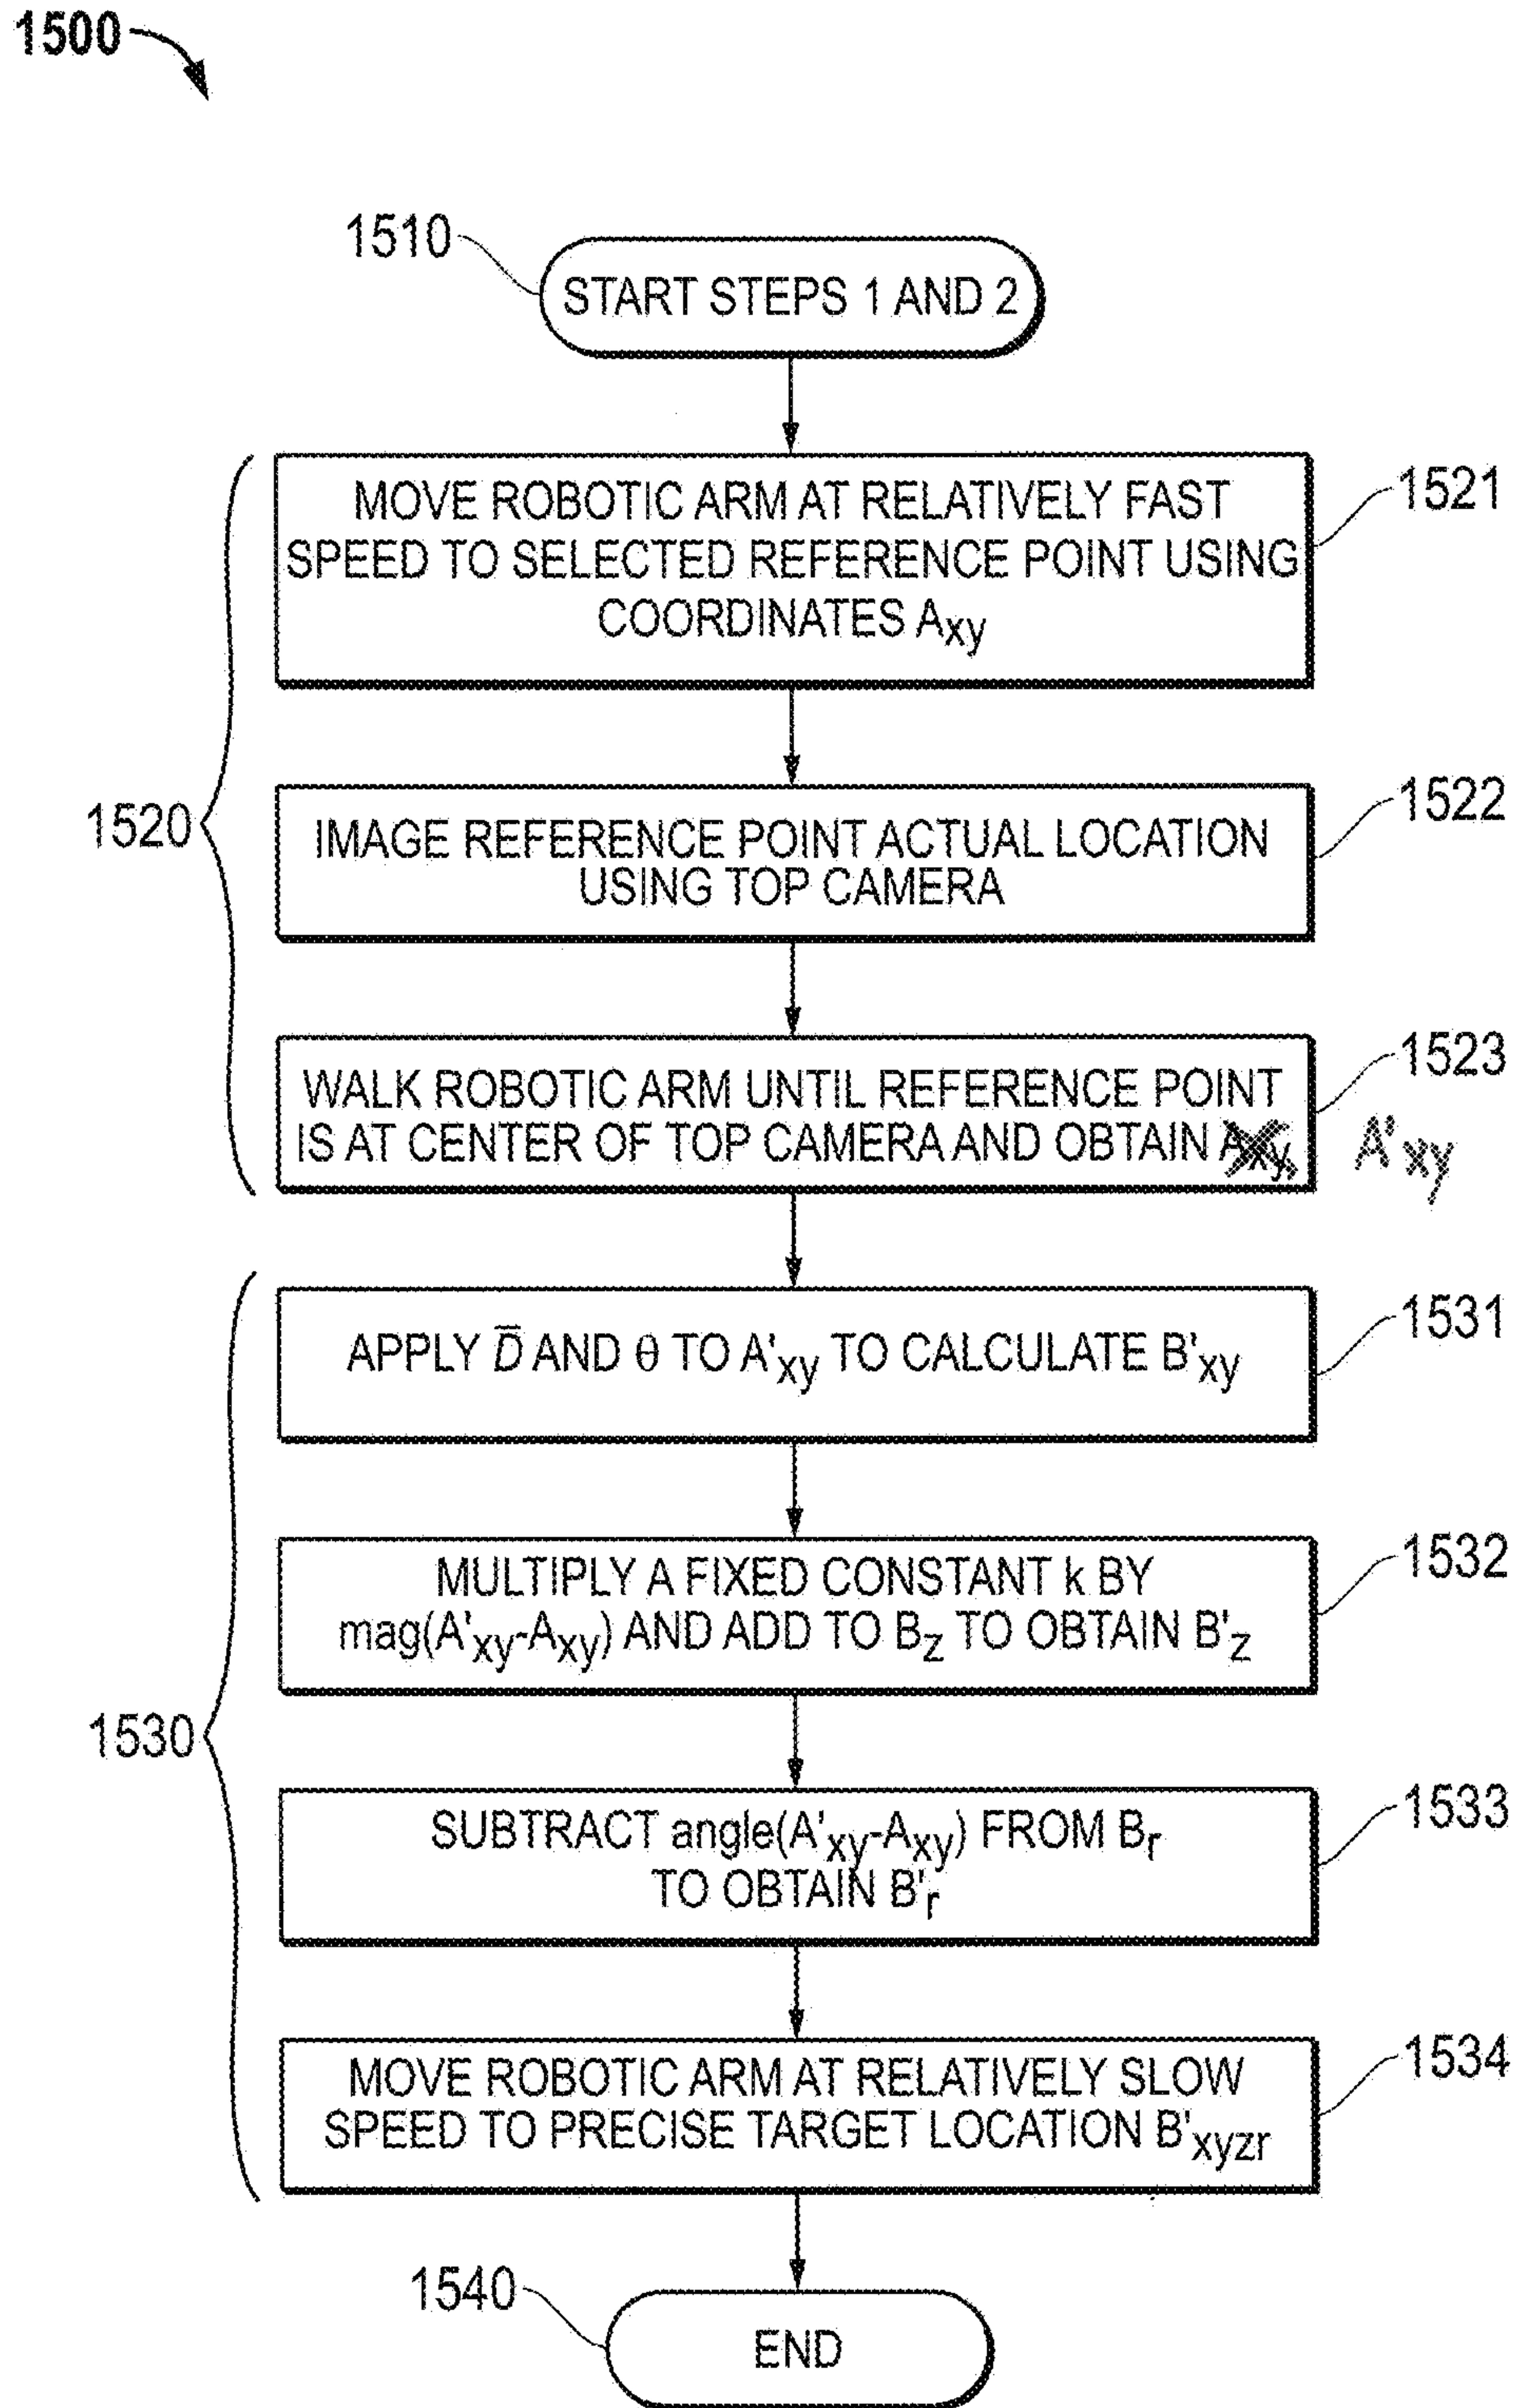 1500
1510
START STEPS 1 AND 2
MOVE ROBOTIC ARM AT RELATIVELY FAST
SPEED TO SELECTED REFERENCE POINT USING
COORDINATES Axy
1521
1520
IMAGE REFERENCE POINT ACTUAL LOCATION
USING TOP CAMERA
1522
WALK ROBOTIC ARM UNTIL REFERENCE POINT
IS AT CENTER OF TOP CAMERA AND OBTAIN
1523
A'xy
1530
APPLY D̅ AND θ TO A'xy TO CALCULATE B'xy
1531
MULTIPLY A FIXED CONSTANT k BY
mag(A'xy-Axy) AND ADD TO Bz TO OBTAIN B'z
1532
SUBTRACT angle(A'xy-Axy) FROM Br
TO OBTAIN B'r
1533
MOVE ROBOTIC ARM AT RELATIVELY SLOW
SPEED TO PRECISE TARGET LOCATION B'xyzr
1534
1540
END